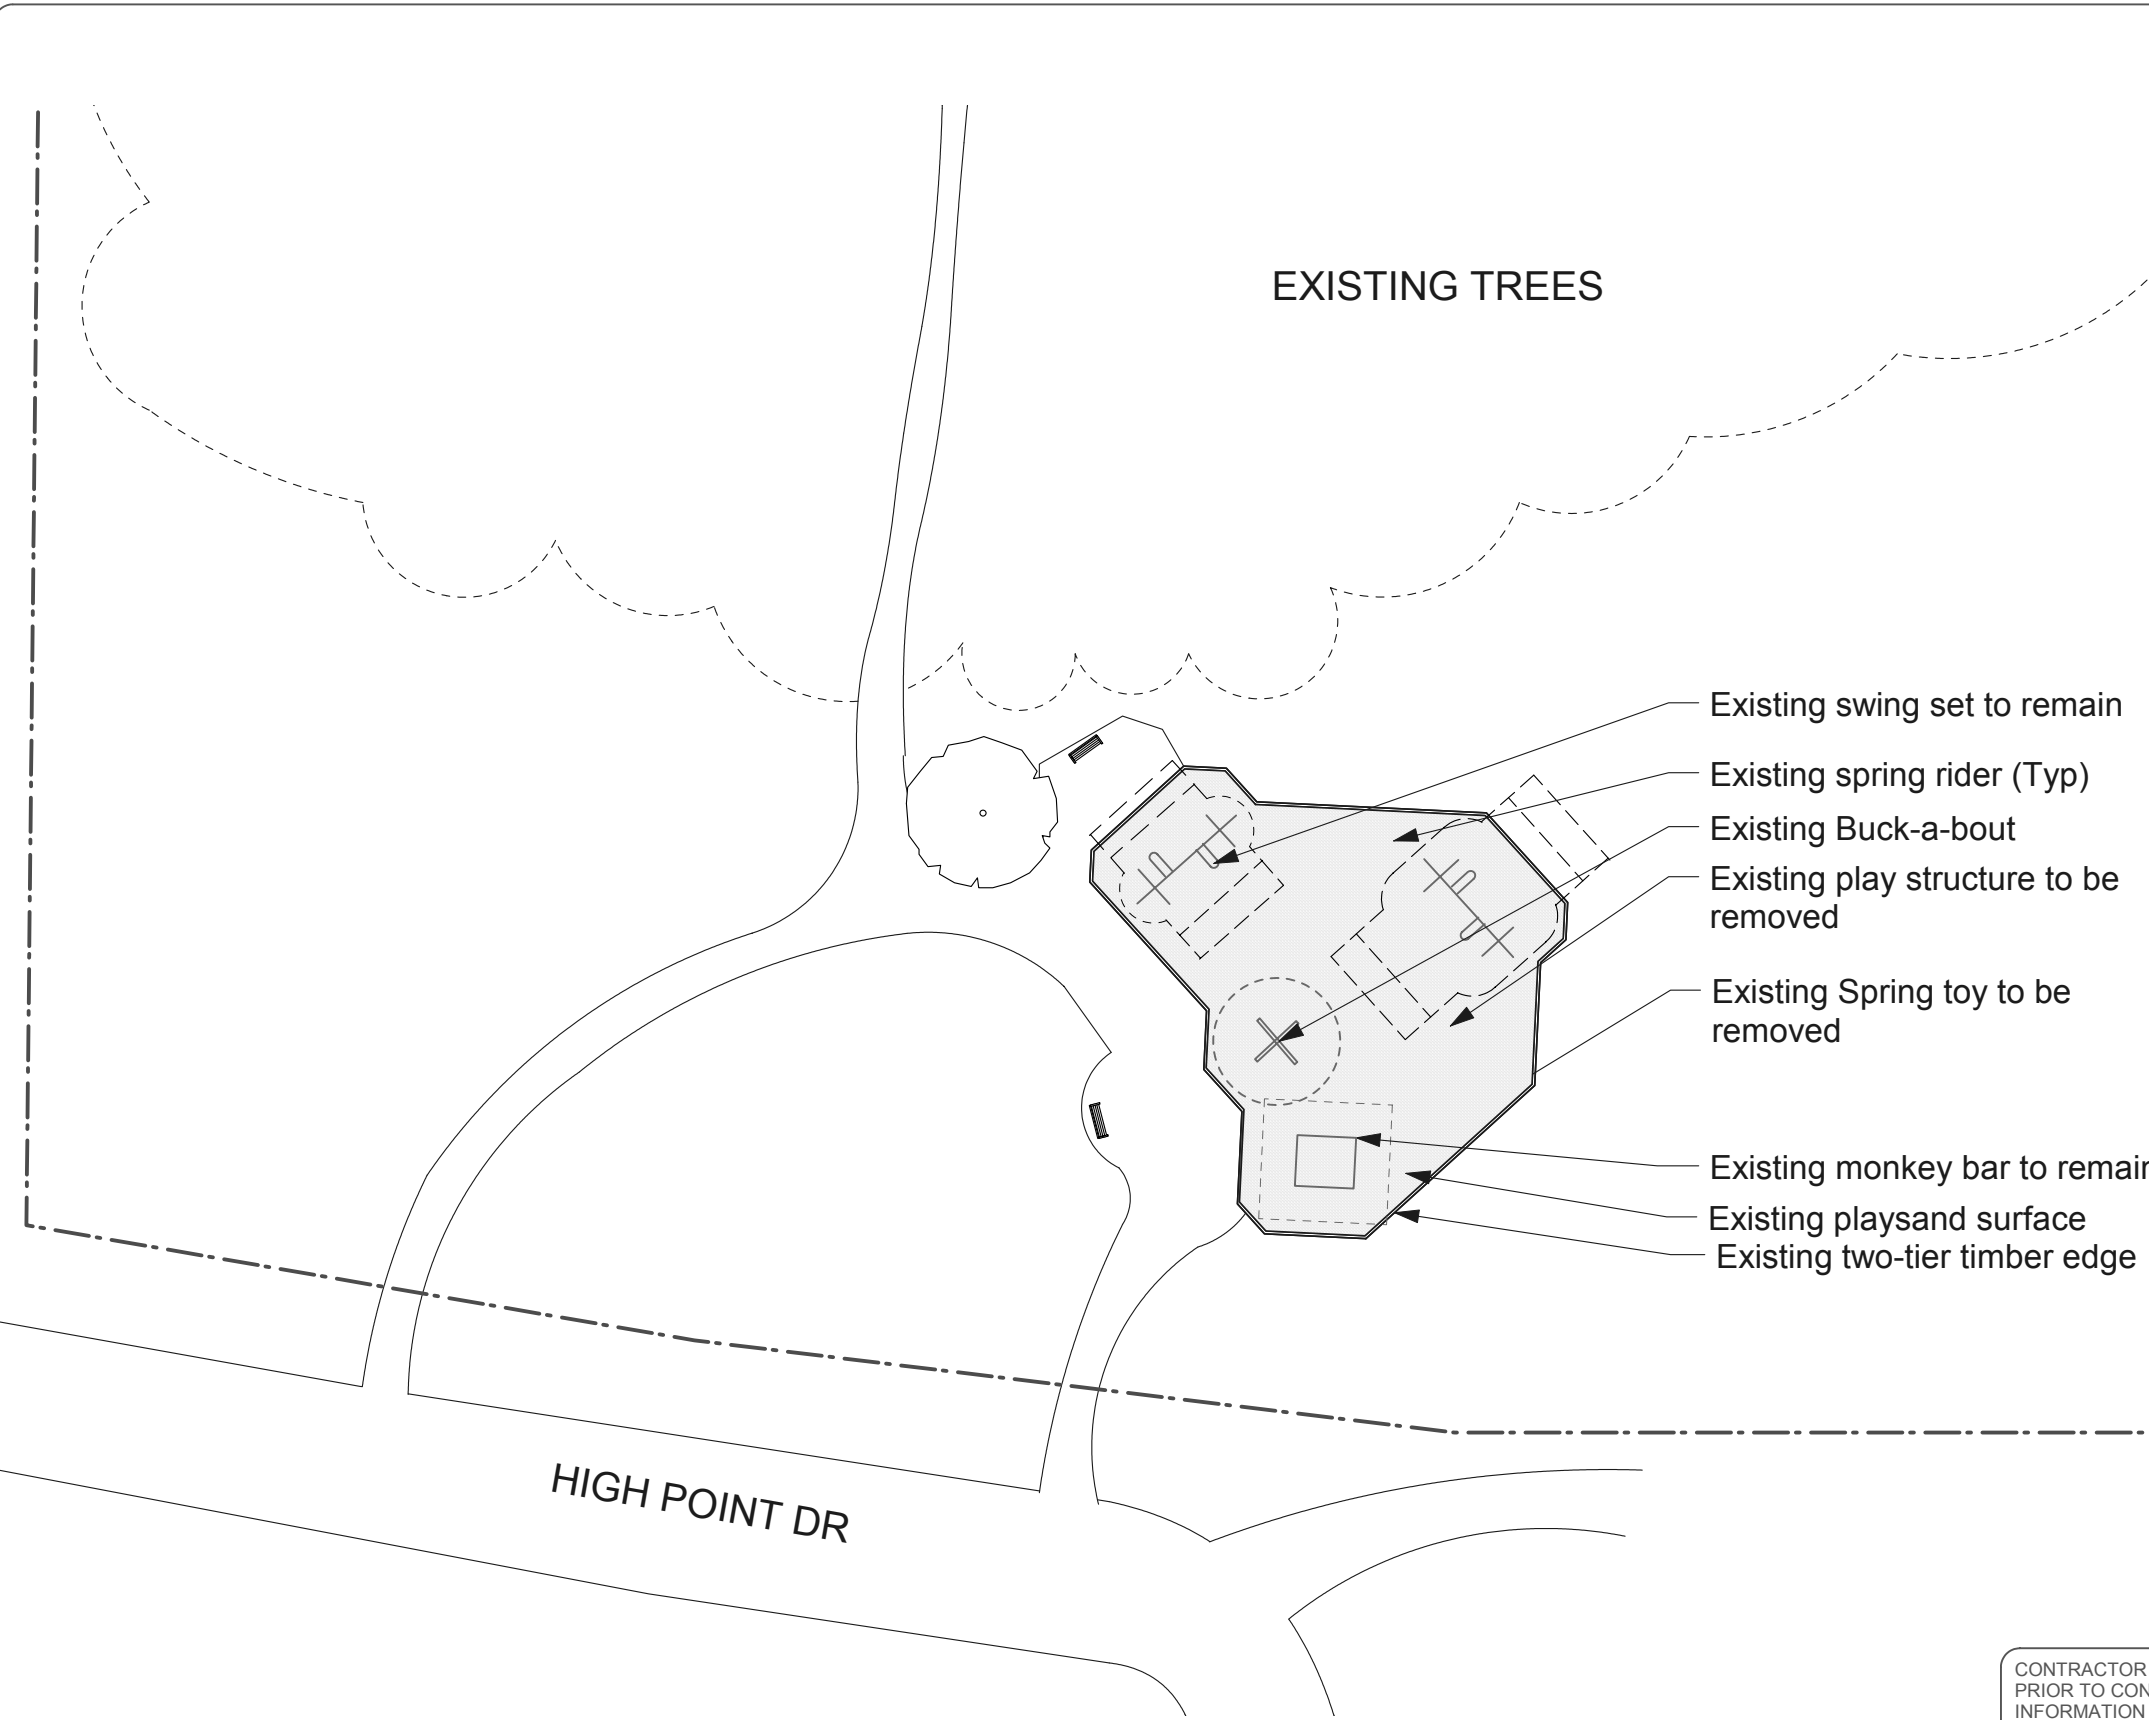 EXISTING TREES
Existing swing set to remain
Existing spring rider (Typ)
Existing Buck-a-bout
Existing play structure to be
removed
Existing Spring toy to be
removed
Existing monkey bar to remain
Existing playsand surface
Existing two-tier timber edge
HIGH POINT DR
CONTRACTOR
PRIOR TO CON
INFORMATION